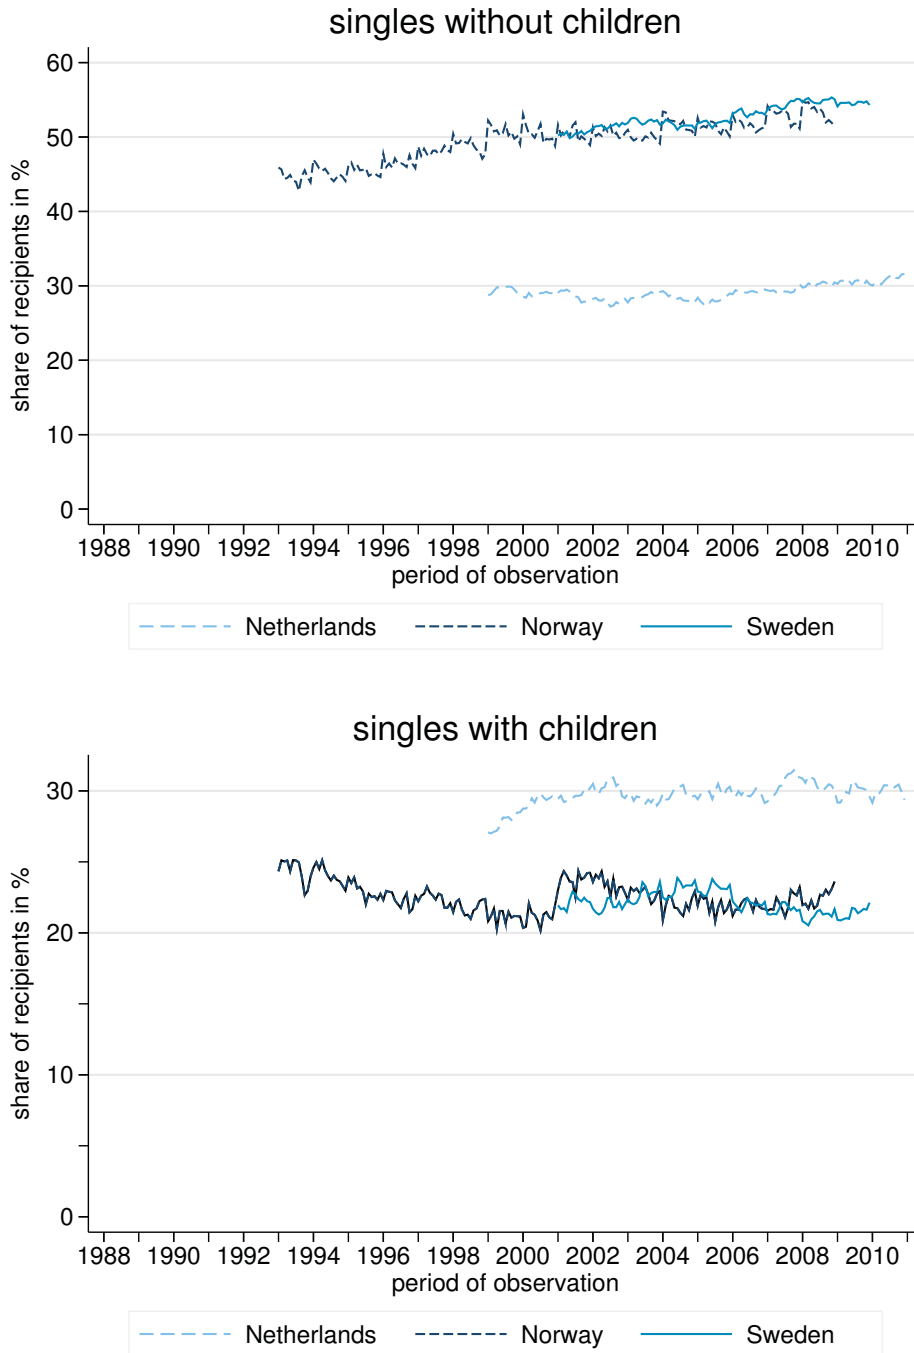 singles without children
share of recipients in %
60
50
40
30
20
10
0
1988 1990 1992 1994 1996 1998 2000 2002 2004 2006 2008 2010
period of observation
Netherlands Norway Sweden
singles with children
share of recipients in %
30
20
10
0
1988 1990 1992 1994 1996 1998 2000 2002 2004 2006 2008 2010
period of observation
Netherlands Norway Sweden